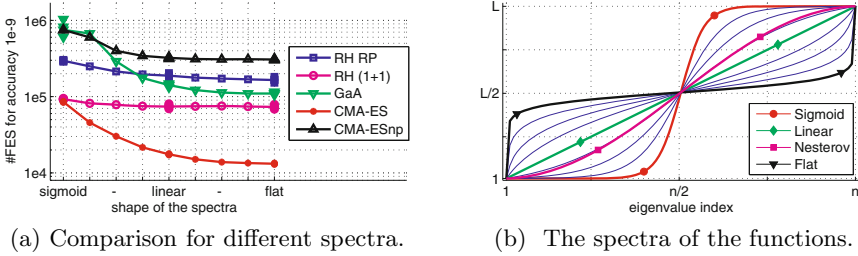 #FES for accuracy 1e-9
1e6
1e5
1e4
sigmoid - linear - flat
shape of the spectra
RH RP
RH (1+1)
GaA
CMA-ES
CMA-ESnp
(a) Comparison for different spectra.
L
L/2
1
1 n/2 n
eigenvalue index
Sigmoid
Linear
Nesterov
Flat
(b) The spectra of the functions.